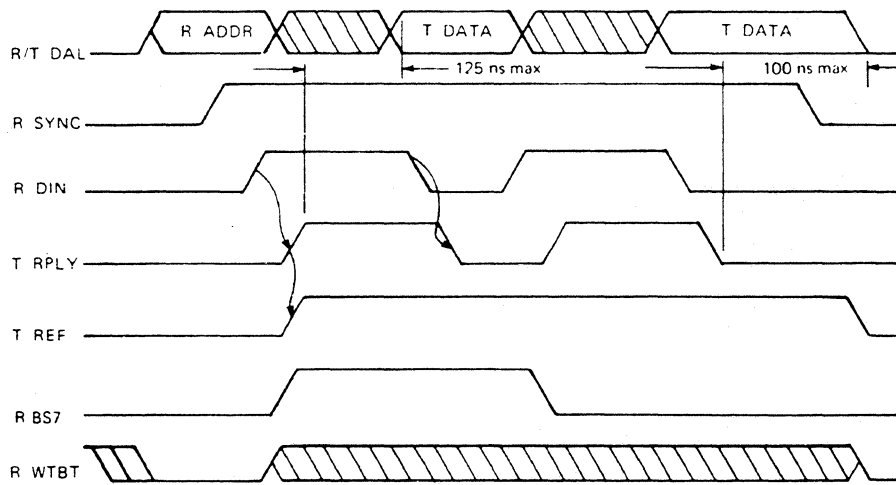 R ADDR T DATA T DATA
R/T DAL
125 ns max 100 ns max
R SYNC
R DIN
T RPLY
T REF
R BS7
R WTBT